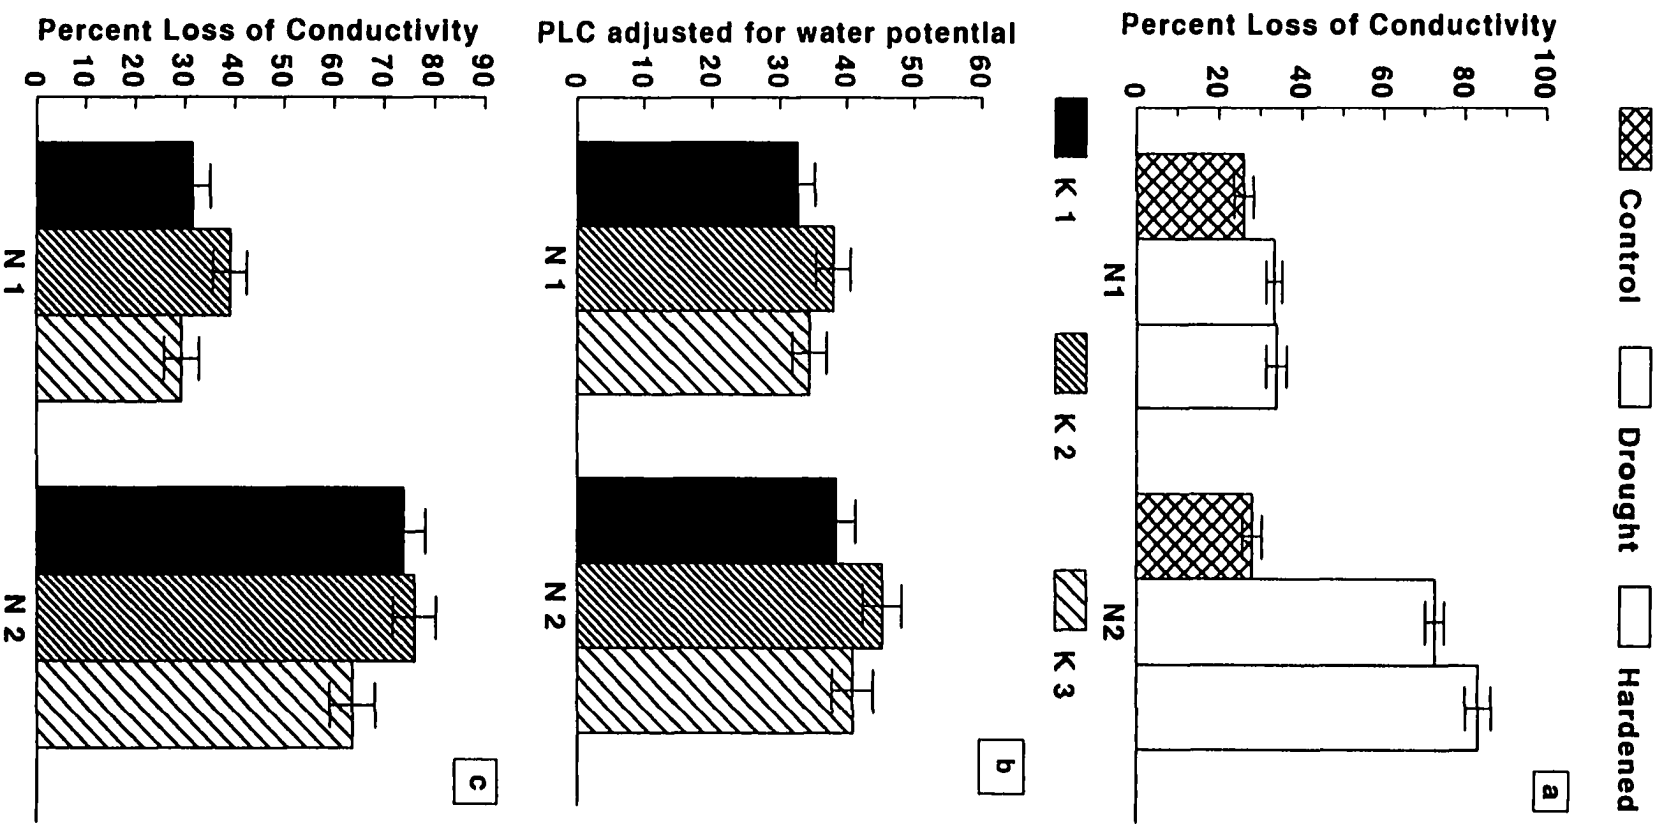 Control Drought Hardened
a
Percent Loss of Conductivity
100
80
60
40
20
0
N1 N2
K 1 K 2 K 3
b
PLC adjusted for water potential
60
50
40
30
20
10
0
N 1 N 2
c
Percent Loss of Conductivity
90
80
70
60
50
40
30
20
10
0
N 1 N 2